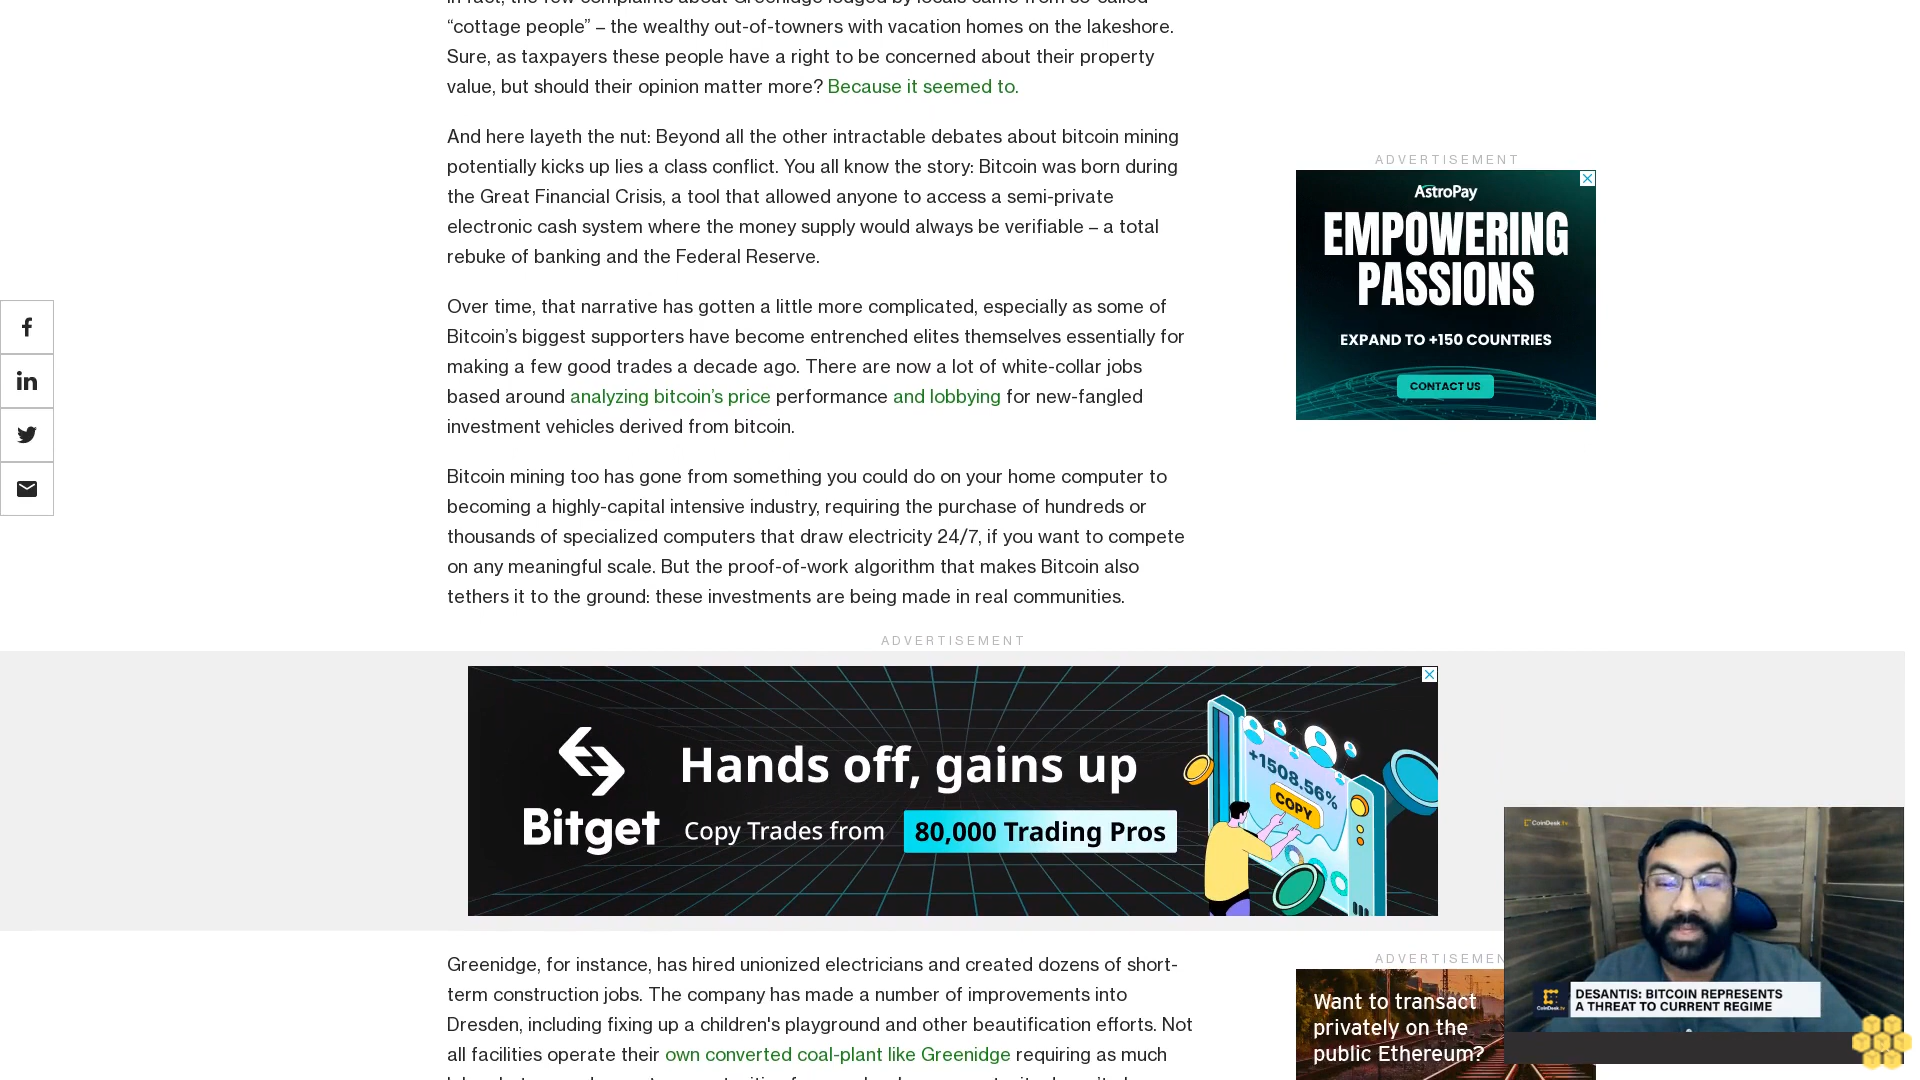 “cottage people” – the wealthy out-of-towners with vacation homes on the lakeshore.
Sure, as taxpayers these people have a right to be concerned about their property
value, but should their opinion matter more? Because it seemed to.
And here layeth the nut: Beyond all the other intractable debates about bitcoin mining
potentially kicks up lies a class conflict. You all know the story: Bitcoin was born during
the Great Financial Crisis, a tool that allowed anyone to access a semi-private
electronic cash system where the money supply would always be verifiable – a total
rebuke of banking and the Federal Reserve.
Over time, that narrative has gotten a little more complicated, especially as some of
Bitcoin’s biggest supporters have become entrenched elites themselves essentially for
making a few good trades a decade ago. There are now a lot of white-collar jobs
based around analyzing bitcoin’s price performance and lobbying for new-fangled
investment vehicles derived from bitcoin.
Bitcoin mining too has gone from something you could do on your home computer to
becoming a highly-capital intensive industry, requiring the purchase of hundreds or
thousands of specialized computers that draw electricity 24/7, if you want to compete
on any meaningful scale. But the proof-of-work algorithm that makes Bitcoin also
tethers it to the ground: these investments are being made in real communities.
ADVERTISEMENT
AstroPay
EMPOWERING
PASSIONS
EXPAND TO +150 COUNTRIES
CONTACT US
ADVERTISEMENT
Bitget
Hands off, gains up
Copy Trades from 80,000 Trading Pros
+1508.56%
COPY
Greenidge, for instance, has hired unionized electricians and created dozens of short-
term construction jobs. The company has made a number of improvements into
Dresden, including fixing up a children's playground and other beautification efforts. Not
all facilities operate their own converted coal-plant like Greenidge requiring as much
ADVERTISEMEN
Want to transact
privately on the
public Ethereum?
CoinDesk tv
DESANTIS: BITCOIN REPRESENTS
A THREAT TO CURRENT REGIME
CoinDesk tv